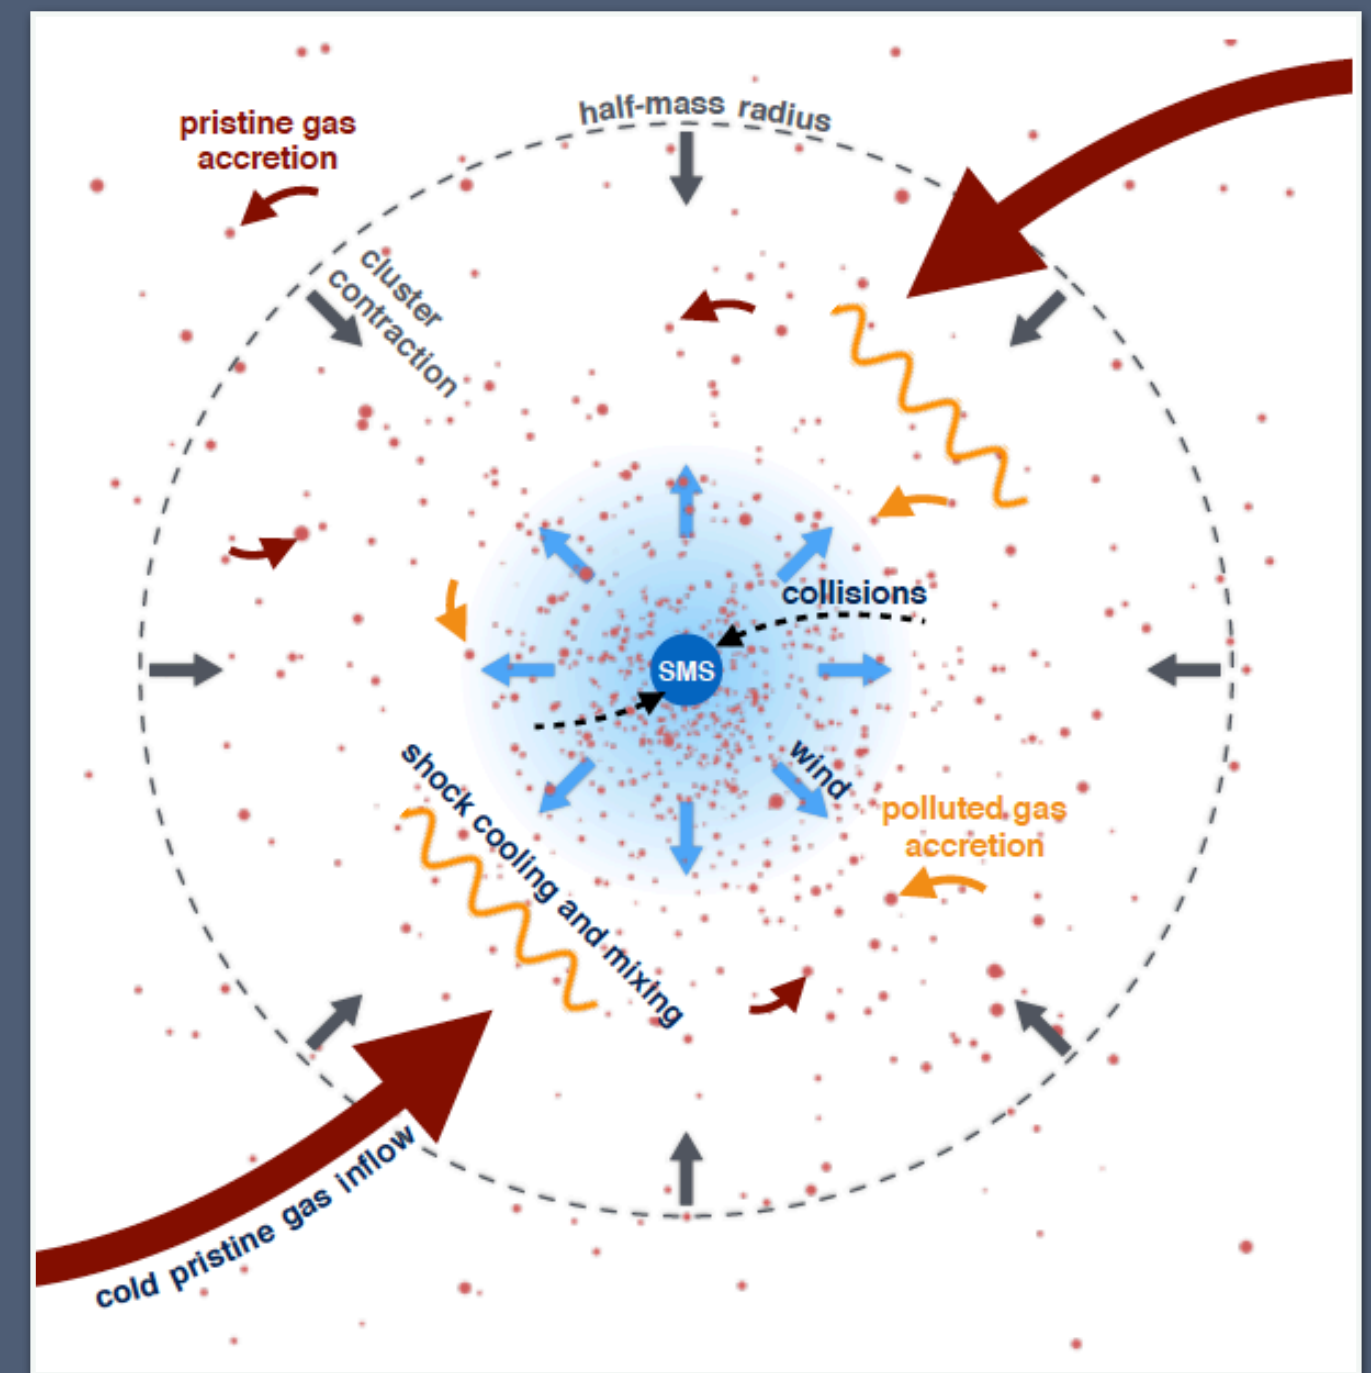 half-mass radius
pristine gas
accretion
cluster
contraction
collisions
SMS
wind
shock cooling and mixing
polluted gas
accretion
cold pristine gas inflow